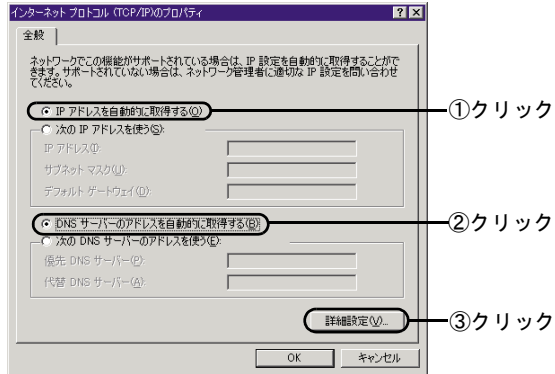 インターネット プロトコル (TCP/IP)のプロパティ
全般
ネットワークでこの機能がサポートされている場合は、IP 設定を自動的に取得することがで
きます。サポートされていない場合は、ネットワーク管理者に適切な IP 設定を問い合わせ
てください。
IP アドレスを自動的に取得する(O)
①クリック
次の IP アドレスを使う(S):
IP アドレス(I):
サブネット マスク(U):
デフォルト ゲートウェイ(D):
DNS サーバーのアドレスを自動的に取得する(B)
②クリック
次の DNS サーバーのアドレスを使う(E):
優先 DNS サーバー(P):
代替 DNS サーバー(A):
詳細設定(V)...
③クリック
OK
キャンセル